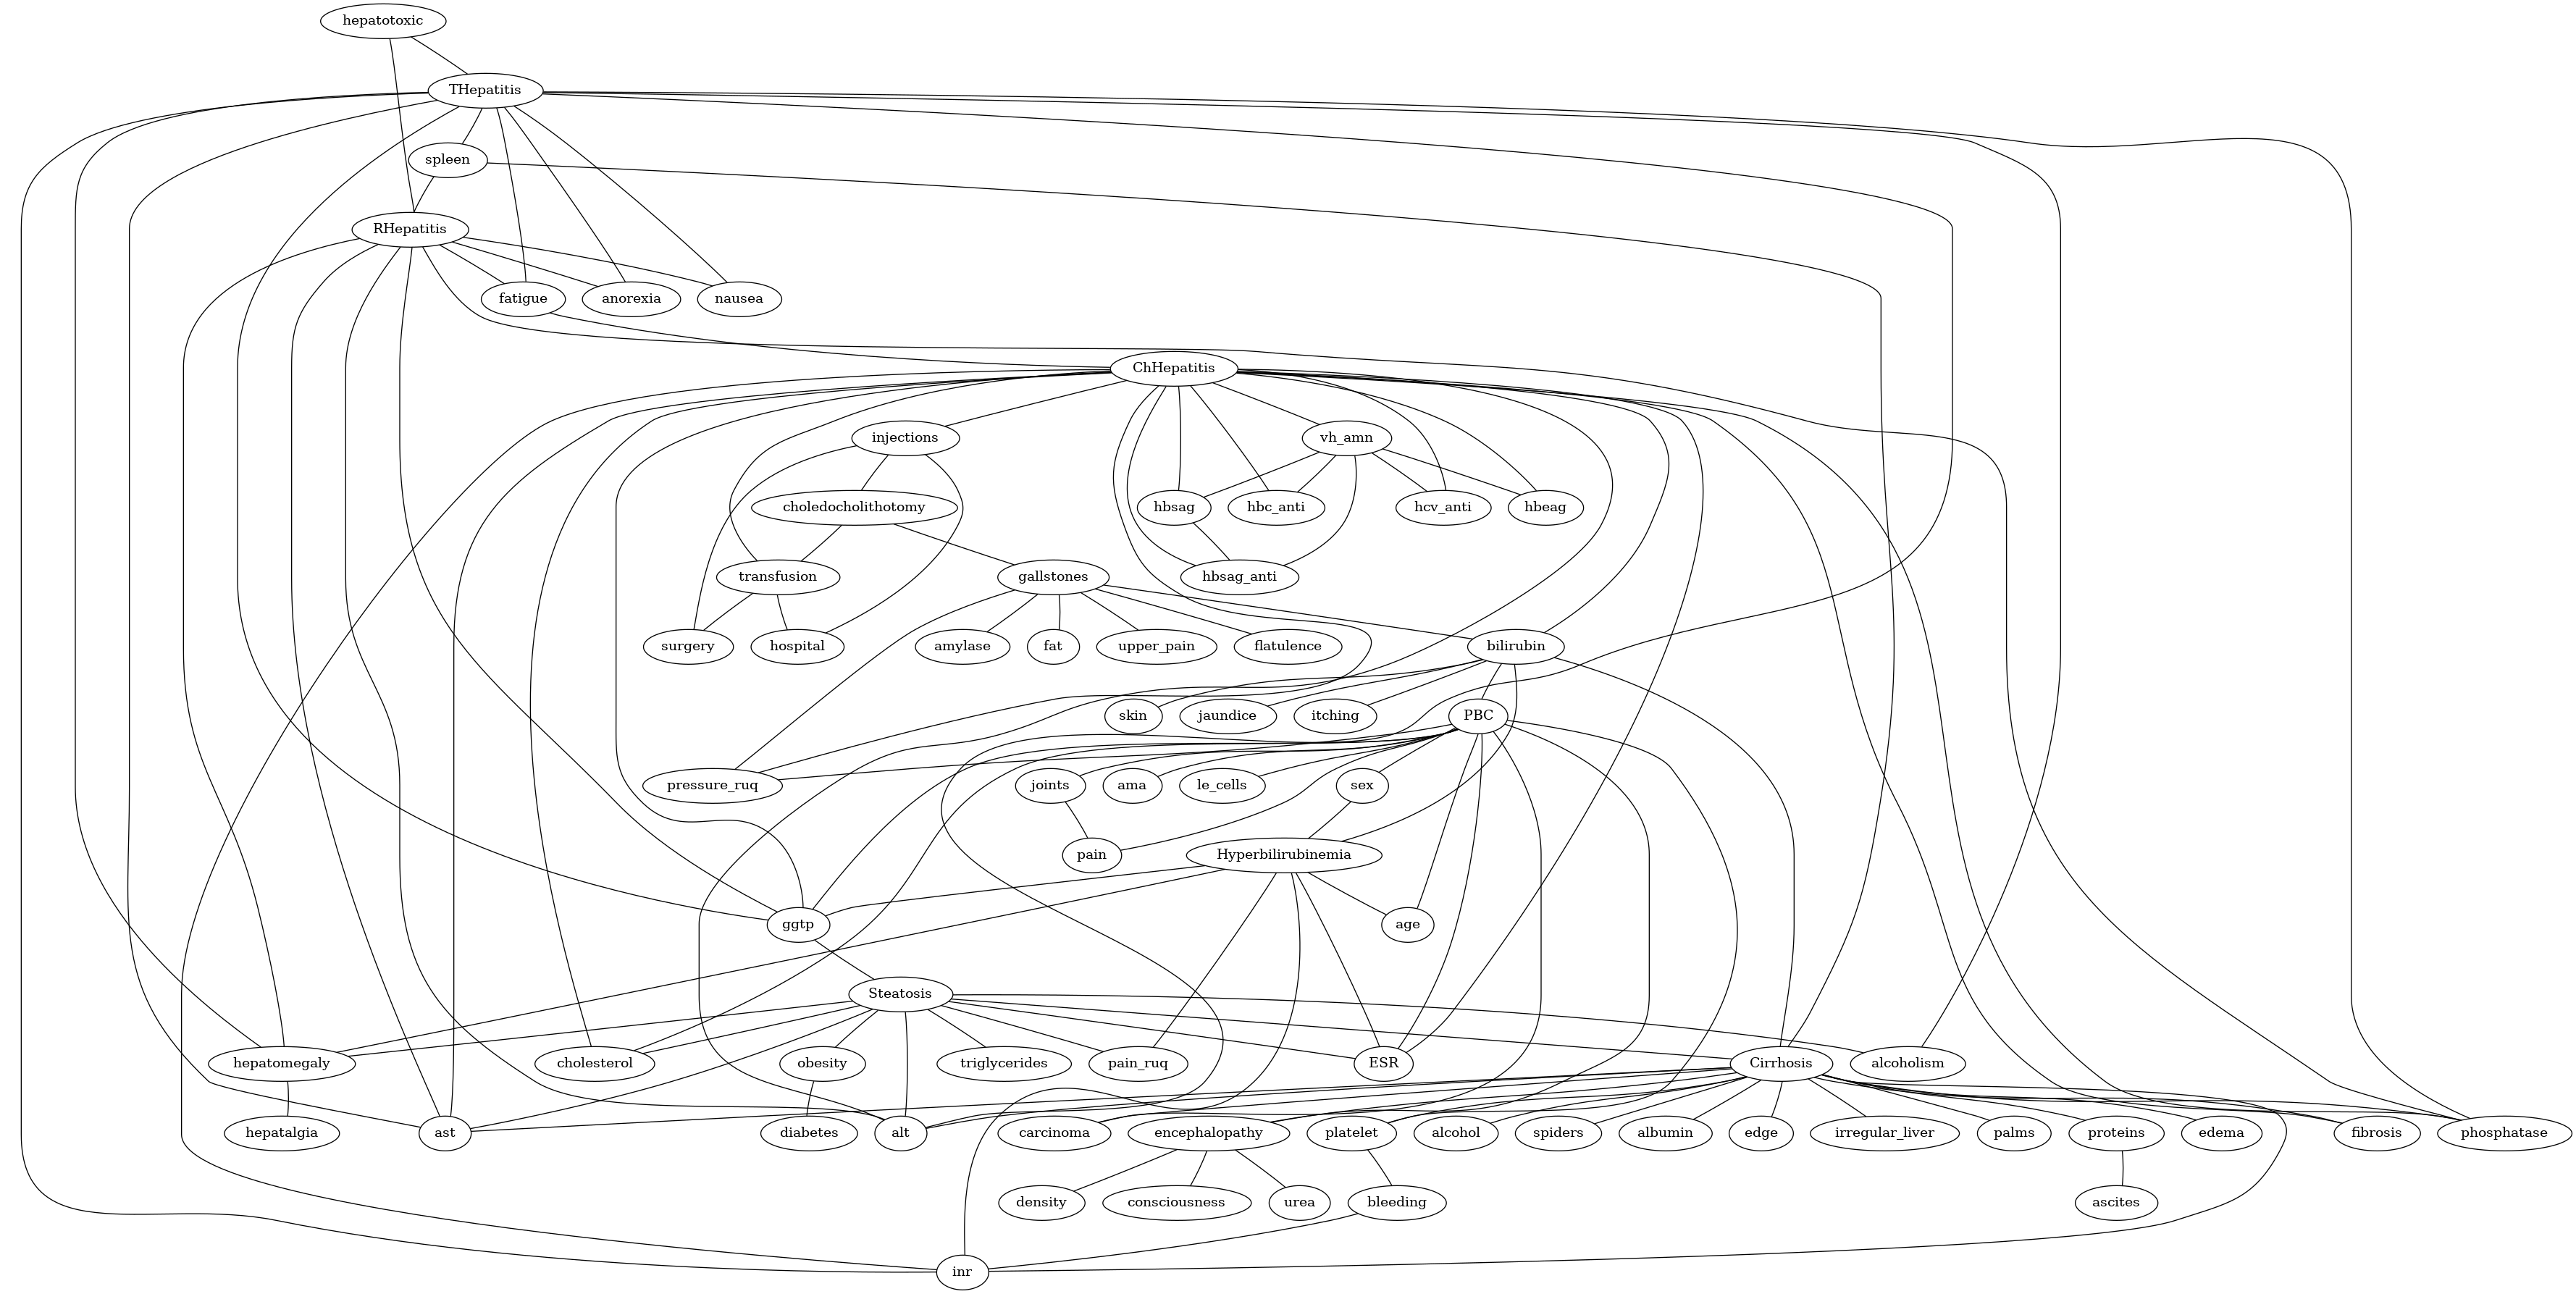 hepatotoxic
THepatitis
spleen
RHepatitis
fatigue
anorexia
nausea
ChHepatitis
injections
vh_amn
choledocholithotomy
hbsag
hbc_anti
hcv_anti
hbeag
transfusion
gallstones
hbsag_anti
surgery
hospital
amylase
fat
upper_pain
flatulence
bilirubin
skin
jaundice
itching
PBC
pressure_ruq
joints
ama
le_cells
sex
pain
Hyperbilirubinemia
ggtp
age
Steatosis
hepatomegaly
cholesterol
obesity
triglycerides
pain_ruq
ESR
Cirrhosis
alcoholism
hepatalgia
ast
diabetes
alt
carcinoma
encephalopathy
platelet
alcohol
spiders
albumin
edge
irregular_liver
palms
proteins
edema
fibrosis
phosphatase
density
consciousness
urea
bleeding
ascites
inr